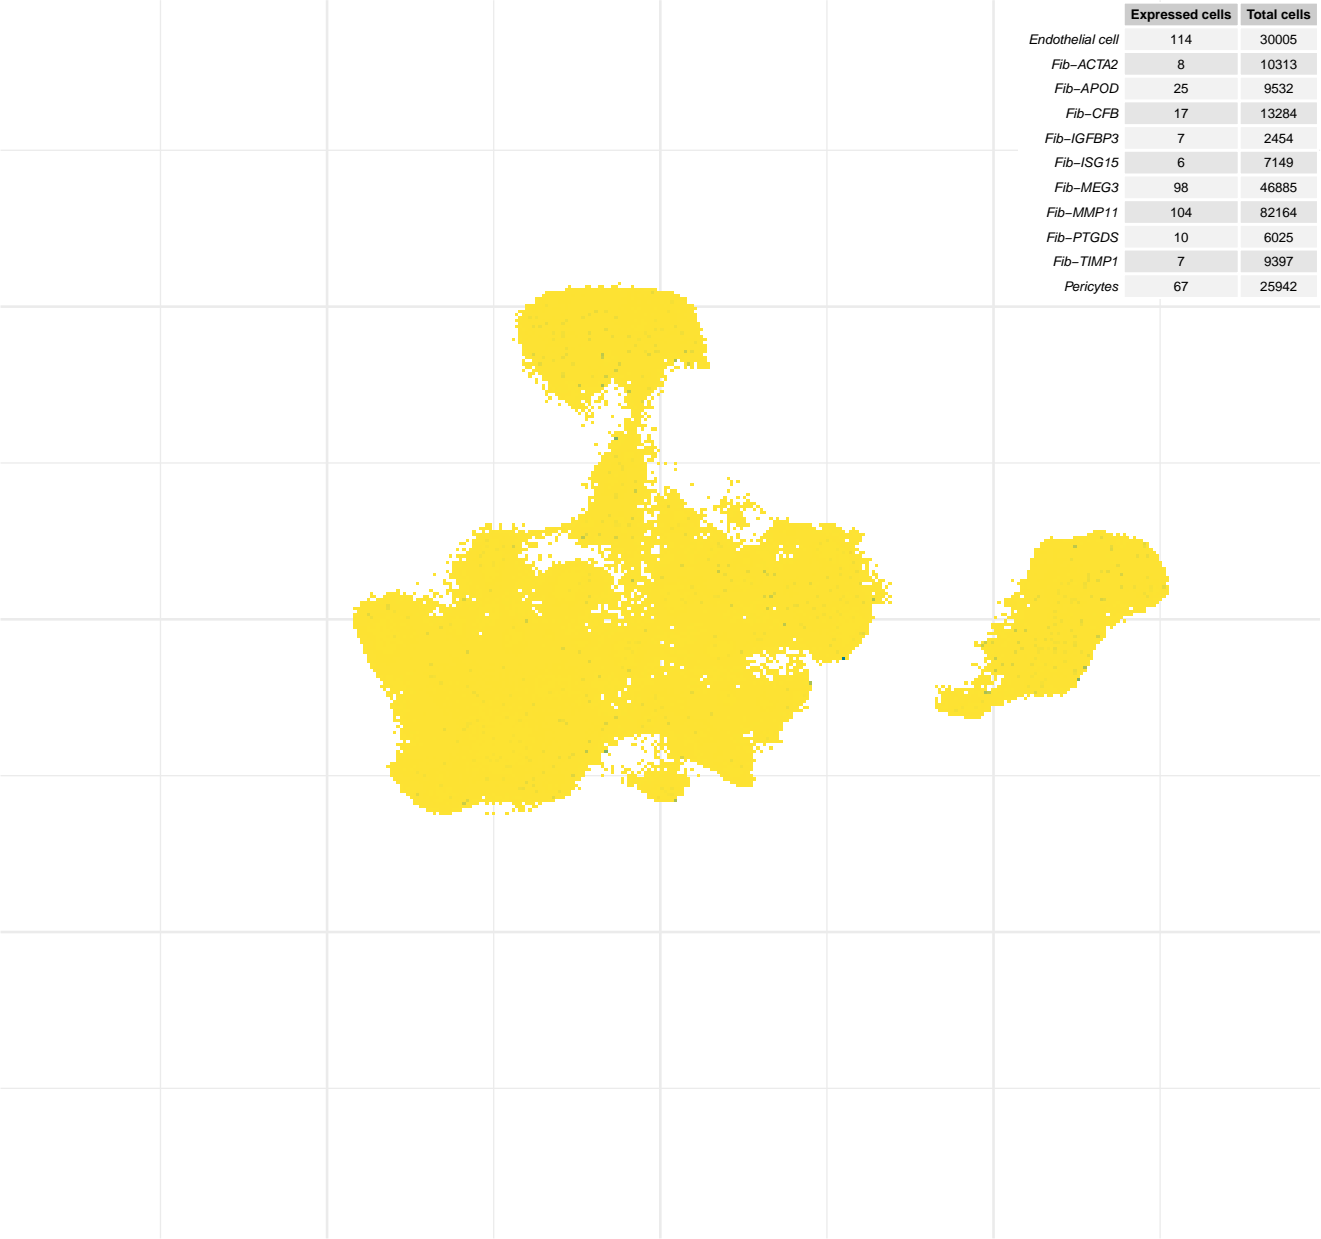 Expressed cells Total cells
Endothelial cell 114 30005
Fib−ACTA2 8 10313
Fib−APOD 25 9532
Fib−CFB 17 13284
Fib−IGFBP3 7 2454
Fib−ISG15 6 7149
Fib−MEG3 98 46885
Fib−MMP11 104 82164
Fib−PTGDS 10 6025
Fib−TIMP1 7 9397
Pericytes 67 25942